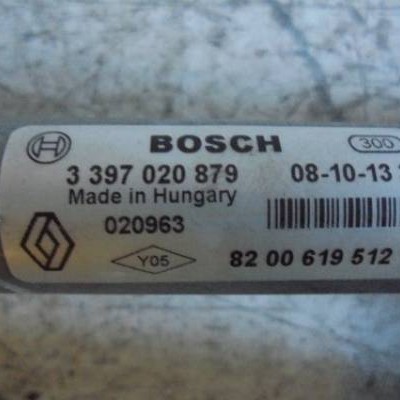 BOSCH 300
3 397 020 879 08-10-13
Made in Hungary
020963
Y05 82 00 619 512